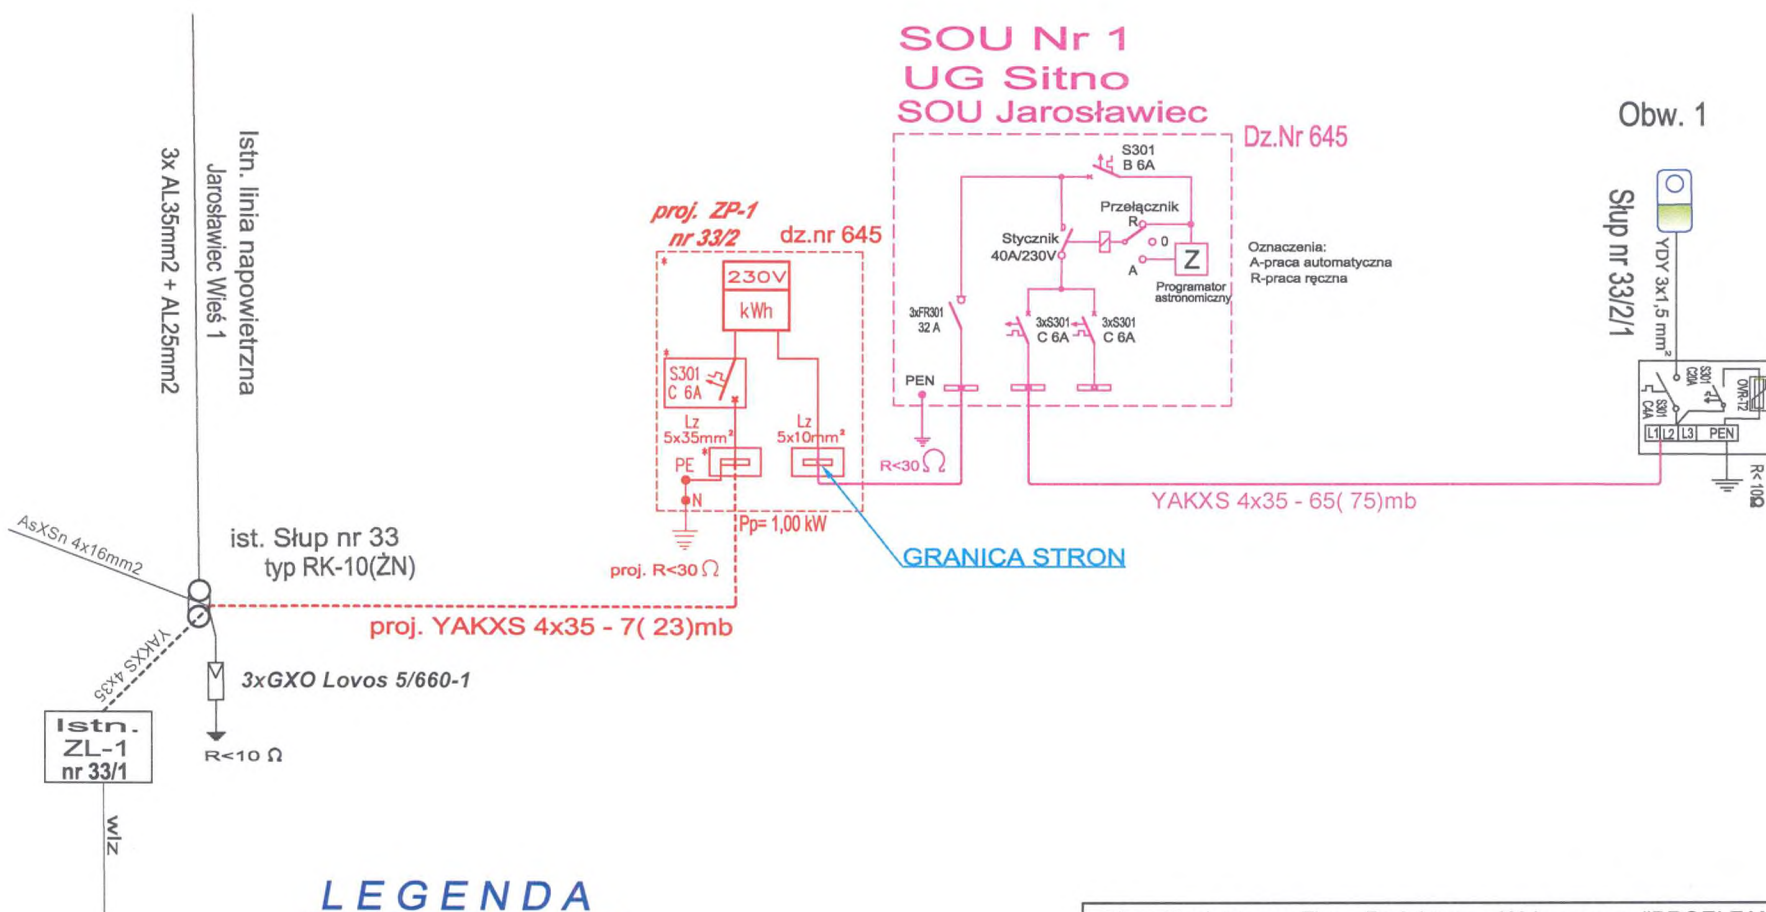 SOU Nr 1
UG Sitno
SOU Jarosławiec
Dz.Nr 645
Obw. 1
Słup nr 33/2/1
YDY 3x1,5 mm²
S301
C20A
OVR-T2
S301
C4A
L1 L2 L3 PEN
R< 10Ω
Istn. linia napowietrzna
Jarosławiec Wieś 1
3x AL35mm2 + AL25mm2
proj. ZP-1
nr 33/2
dz.nr 645
*
230V
kWh
*
S301
C 6A
Lz
5x35mm²
Lz
5x10mm²
*
PE
N
Pp= 1,00 kW
proj. R<30 Ω
S301
B 6A
Przełącznik
R
0
A
Stycznik
40A/230V
Z
Programator
astronomiczny
3xFR301
32 A
3xS301
C 6A
3xS301
C 6A
PEN
R<30 Ω
Oznaczenia:
A-praca automatyczna
R-praca ręczna
YAKXS 4x35 - 65( 75)mb
GRANICA STRON
AsXSn 4x16mm2
ist. Słup nr 33
typ RK-10(ŻN)
proj. YAKXS 4x35 - 7( 23)mb
YAKXS 4x35
3xGXO Lovos 5/660-1
R<10 Ω
Istn.
ZL-1
nr 33/1
wlz
LEGENDA